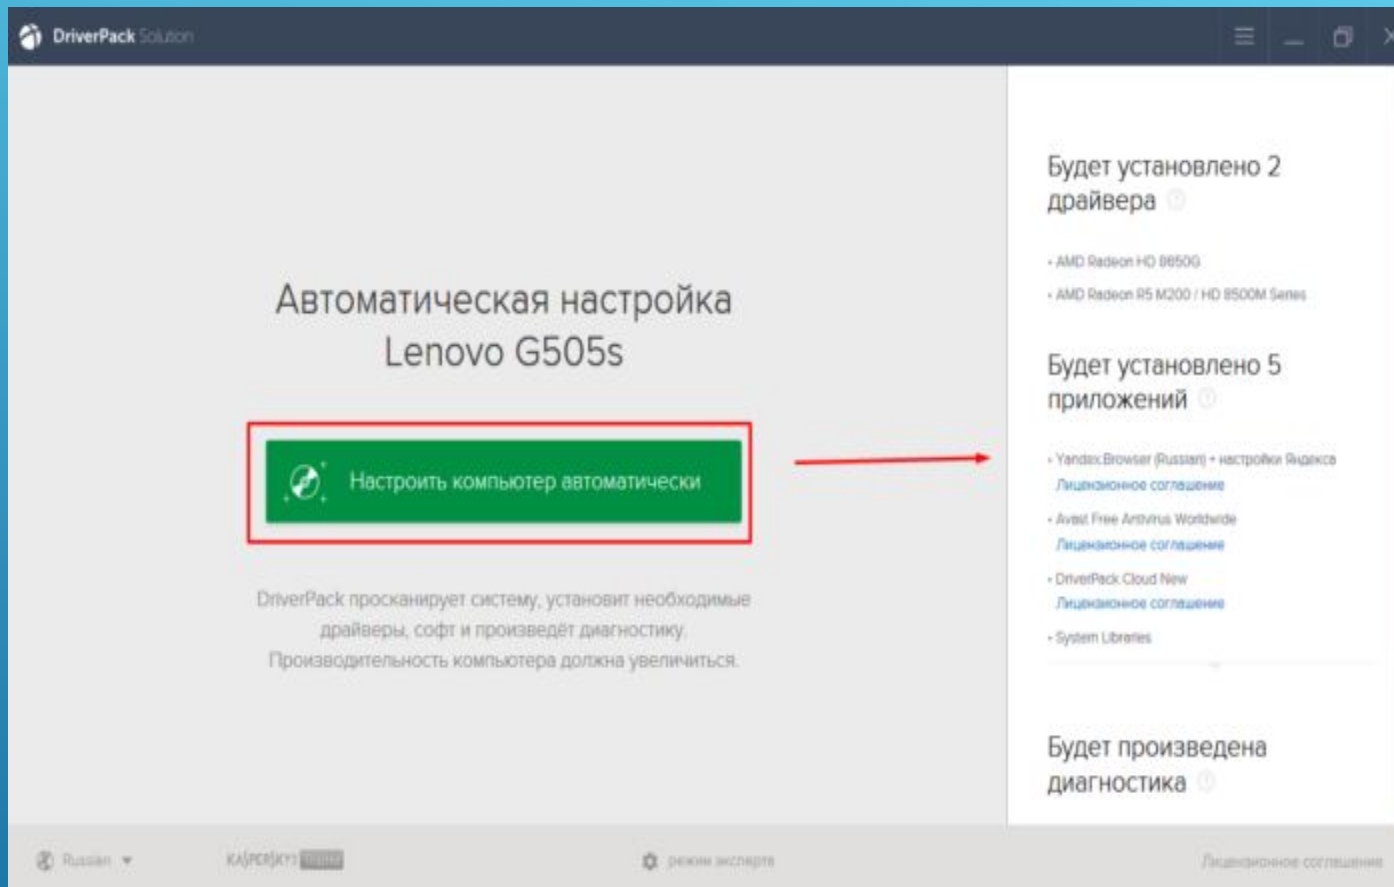 DriverPack Solution
Автоматическая настройка
Lenovo G505s
Настроить компьютер автоматически
DriverPack просканирует систему, установит необходимые
драйверы, софт и произведёт диагностику.
Производительность компьютера должна увеличиться.
Будет установлено 2
драйвера
• AMD Radeon HD 8650G
• AMD Radeon R5 M200 / HD 8500M Series
Будет установлено 5
приложений
• Yandex.Browser (Russian) + настройки Яндекса
Лицензионное соглашение
• Avast Free Antivirus Worldwide
Лицензионное соглашение
• DriverPack Cloud New
Лицензионное соглашение
• System Libraries
Будет произведена
диагностика
Russian
KASPERSKY
режим эксперта
Лицензионное соглашение